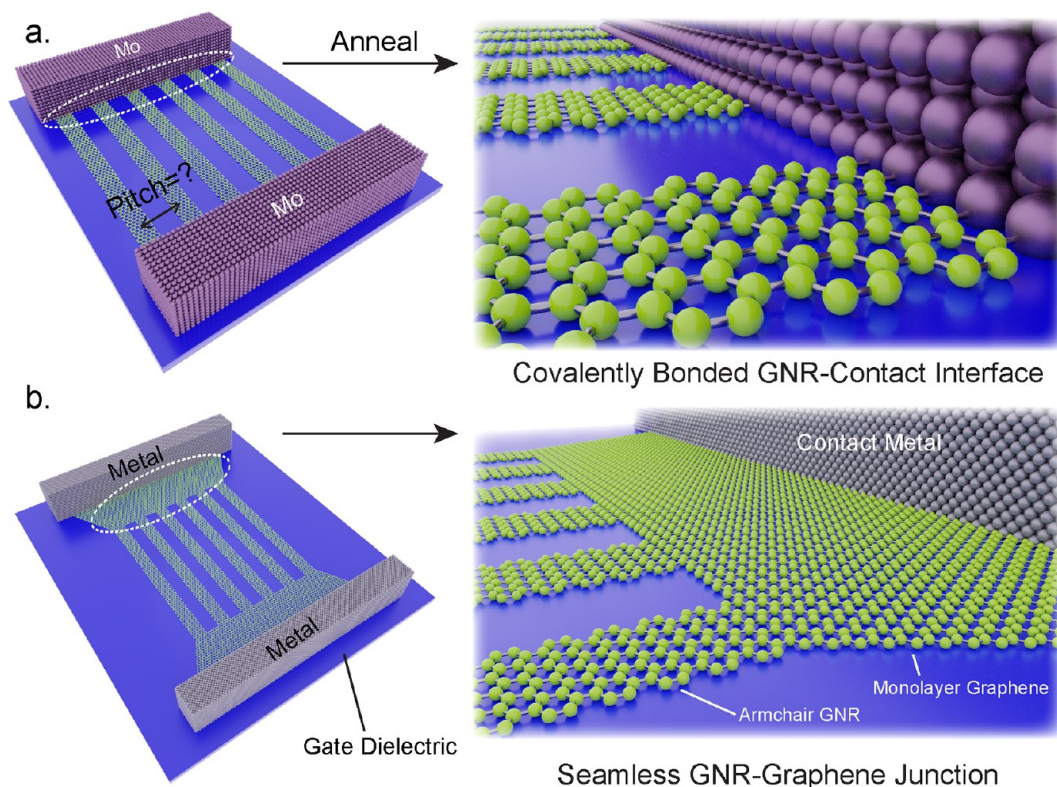 a.
Mo
Anneal
Pitch=?
Mo
Covalently Bonded GNR-Contact Interface
b.
Metal
Contact Metal
Metal
Monolayer Graphene
Armchair GNR
Gate Dielectric
Seamless GNR-Graphene Junction